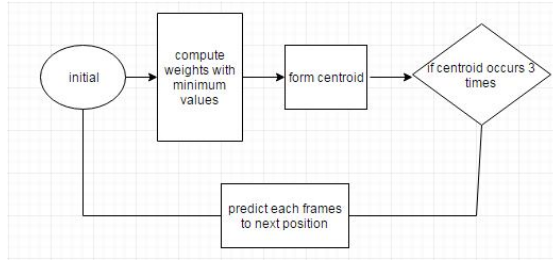 initial
compute
weights with
minimum
values
form centroid
if centroid occurs 3
times
predict each frames
to next position